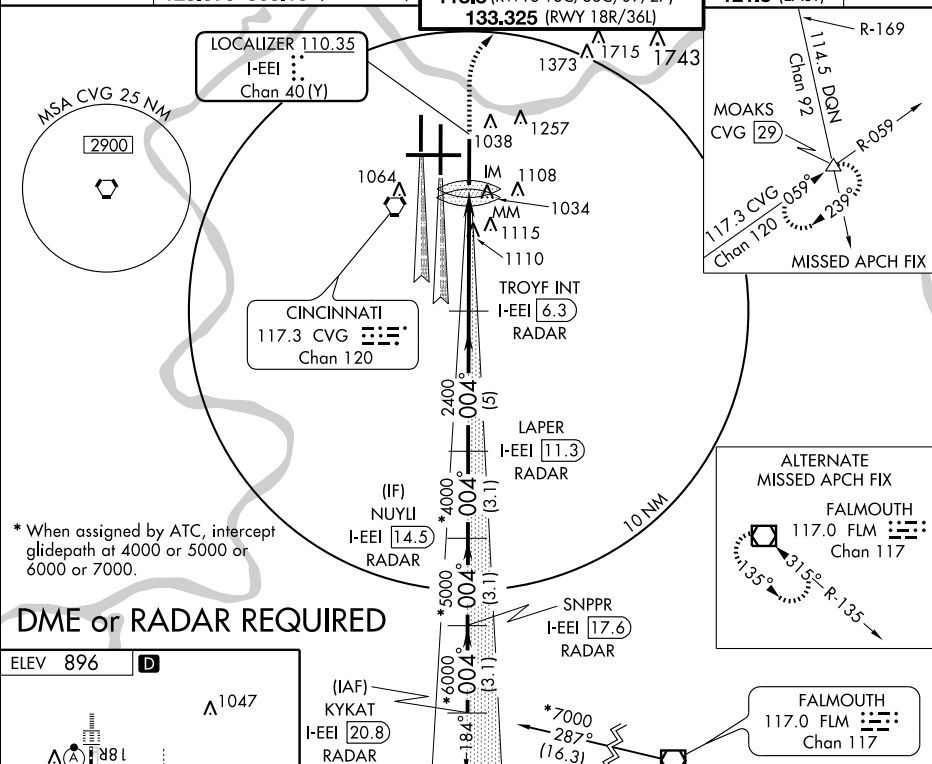 133.325 (RWY 18R/36L)
LOCALIZER 110.35
I-EEI
Chan 40 (Y)
1373
1715
1743
R-169
114.5 DQN
Chan 92
MOAKS
CVG 29
R-059
117.3 CVG 059°
Chan 120
239°
MISSED APCH FIX
MSA CVG 25 NM
2900
1038
1257
1064
IM
1108
1034
MM
1115
1110
CINCINNATI
117.3 CVG
Chan 120
TROYF INT
I-EEI 6.3
RADAR
2400
004°
(5)
LAPER
I-EEI 11.3
RADAR
*4000
004°
(3.1)
(IF)
NUYLI
I-EEI 14.5
RADAR
10 NM
* When assigned by ATC, intercept
glidepath at 4000 or 5000 or
6000 or 7000.
ALTERNATE
MISSED APCH FIX
FALMOUTH
117.0 FLM
Chan 117
135°
315°
R-135
*5000
004°
(3.1)
SNPPR
I-EEI 17.6
RADAR
DME or RADAR REQUIRED
*6000
004°
(3.1)
(IAF)
KYKAT
I-EEI 20.8
RADAR
184°
*7000
287°
(16.3)
FALMOUTH
117.0 FLM
Chan 117
ELEV 896
D
1047
A
18R